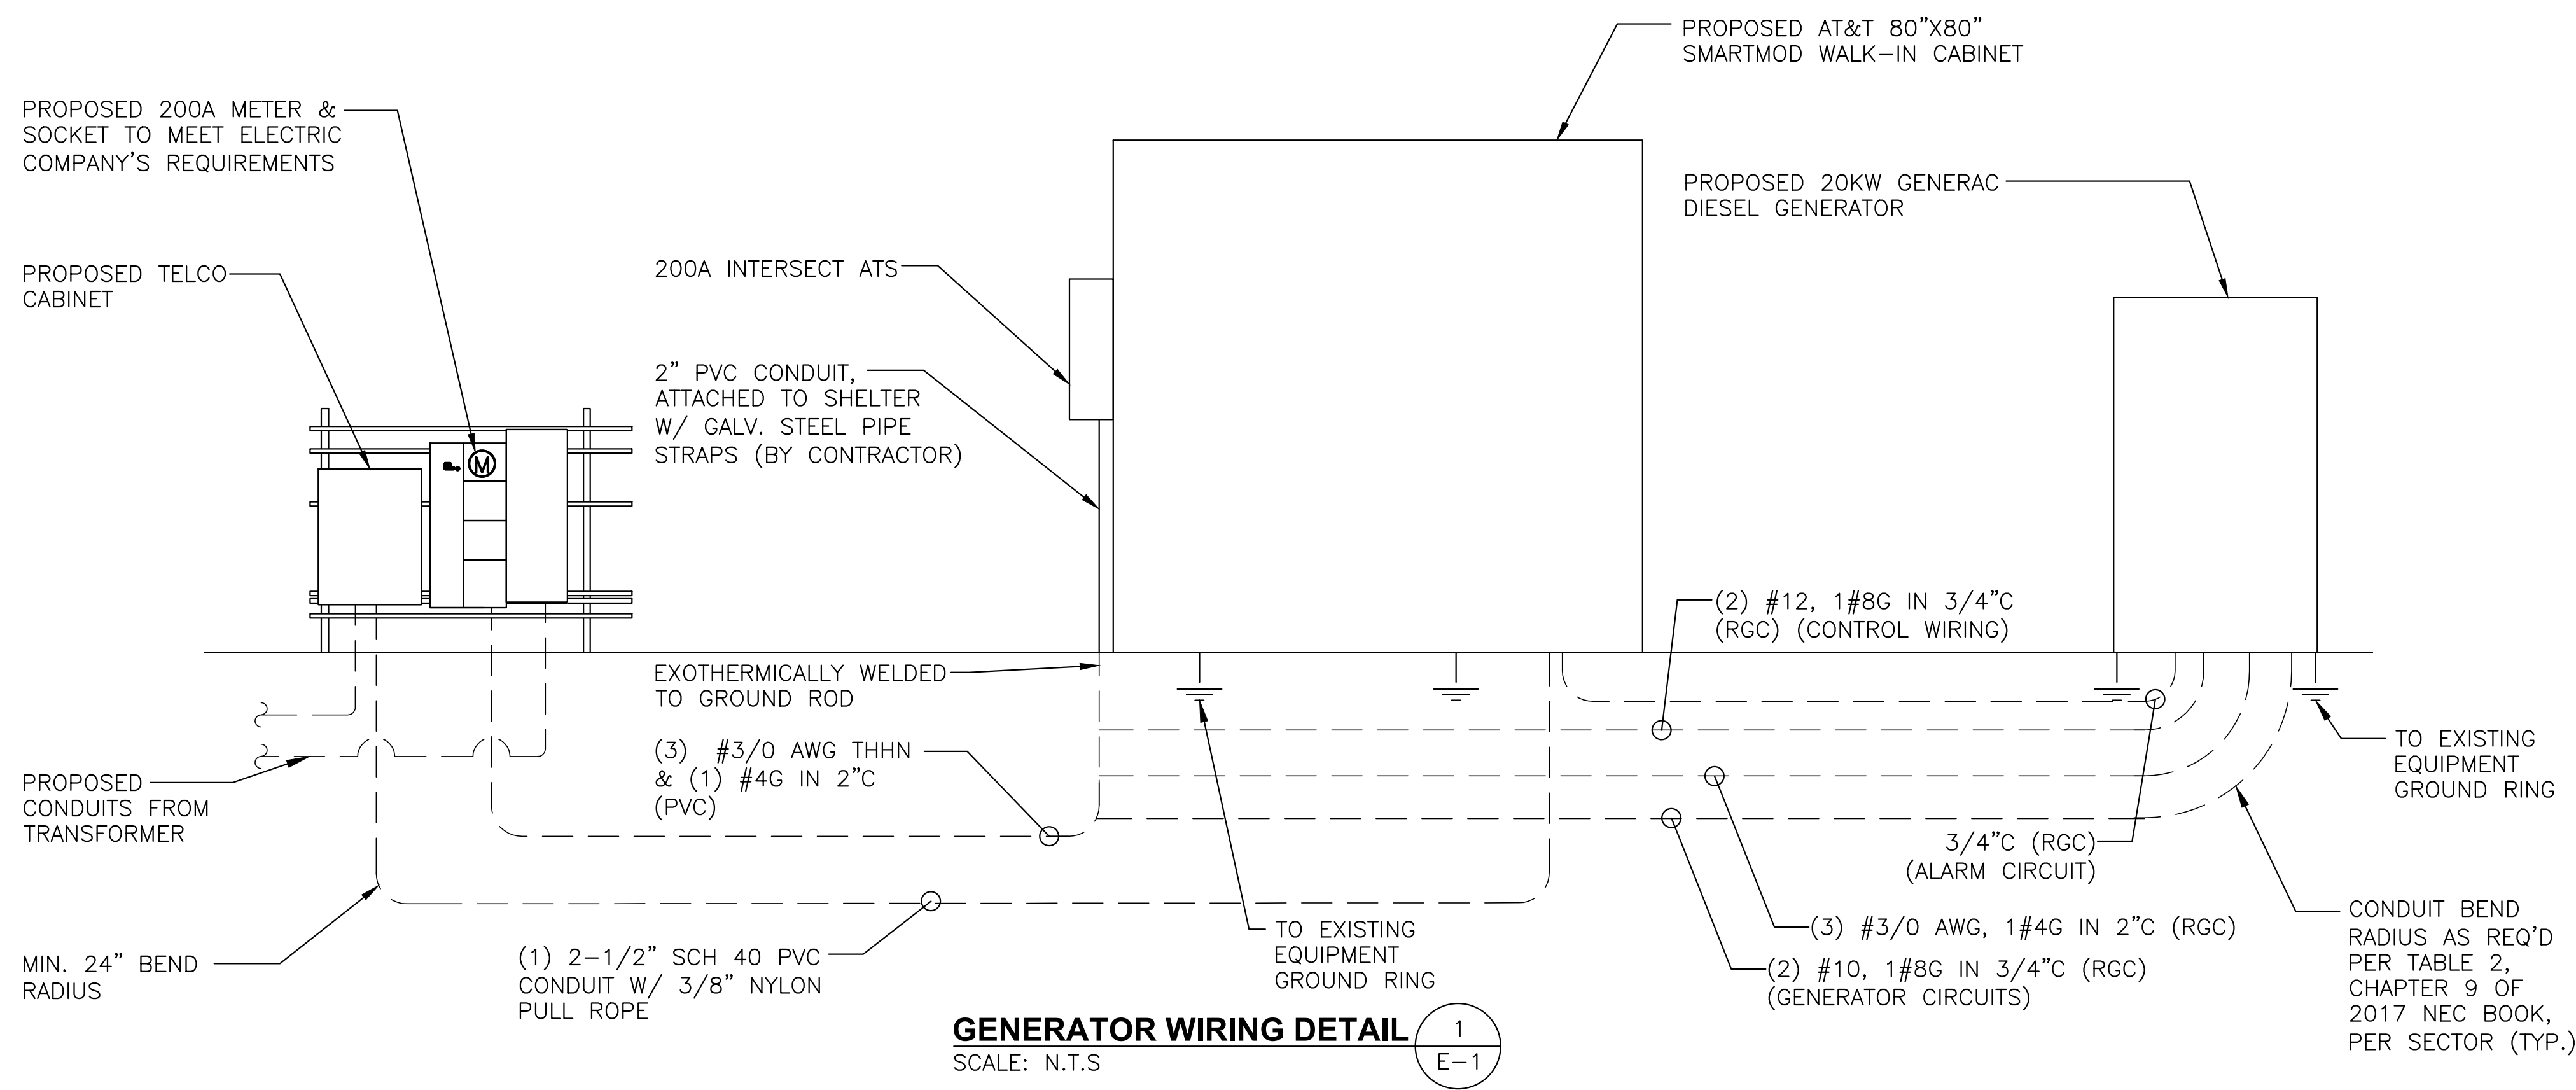 PROPOSED AT&T 80”X80”
SMARTMOD WALK-IN CABINET
PROPOSED 200A METER &
SOCKET TO MEET ELECTRIC
COMPANY'S REQUIREMENTS
PROPOSED 20KW GENERAC
DIESEL GENERATOR
PROPOSED TELCO
CABINET
200A INTERSECT ATS
2” PVC CONDUIT,
ATTACHED TO SHELTER
W/ GALV. STEEL PIPE
STRAPS (BY CONTRACTOR)
M
(2) #12, 1#8G IN 3/4”C
(RGC) (CONTROL WIRING)
EXOTHERMICALLY WELDED
TO GROUND ROD
(3) #3/0 AWG THHN
& (1) #4G IN 2”C
(PVC)
PROPOSED
CONDUITS FROM
TRANSFORMER
TO EXISTING
EQUIPMENT
GROUND RING
3/4”C (RGC)
(ALARM CIRCUIT)
MIN. 24” BEND
RADIUS
(1) 2-1/2” SCH 40 PVC
CONDUIT W/ 3/8” NYLON
PULL ROPE
TO EXISTING
EQUIPMENT
GROUND RING
(3) #3/0 AWG, 1#4G IN 2”C (RGC)
(2) #10, 1#8G IN 3/4”C (RGC)
(GENERATOR CIRCUITS)
CONDUIT BEND
RADIUS AS REQ'D
PER TABLE 2,
CHAPTER 9 OF
2017 NEC BOOK,
PER SECTOR (TYP.)
GENERATOR WIRING DETAIL
SCALE: N.T.S
1
E-1